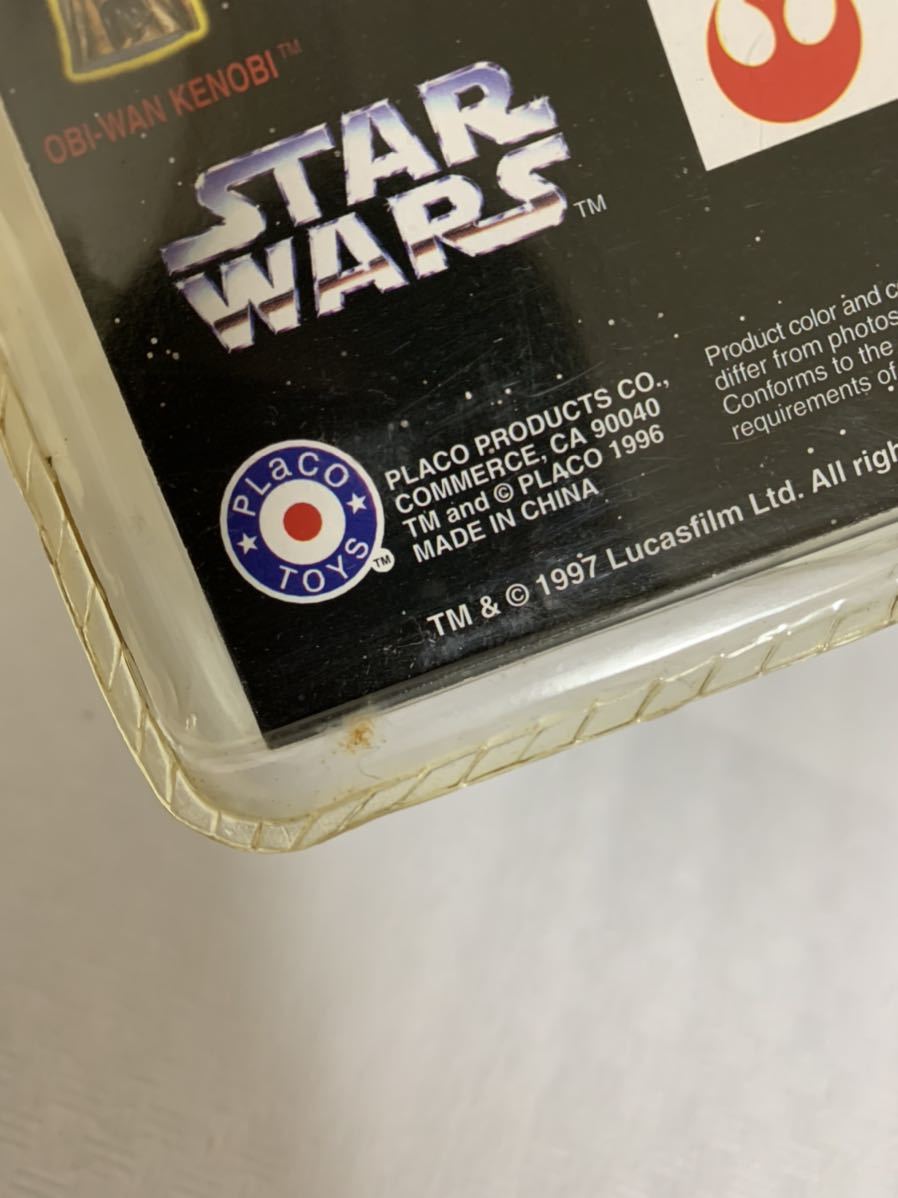 OBI-WAN KENOBI™
STAR
WARS™
Product color and
differ from photos
Conforms to the
requirements of
PLACO
TOYS™
PLACO PRODUCTS CO.,
COMMERCE, CA 90040
TM and © PLACO 1996
MADE IN CHINA
TM & © 1997 Lucasfilm Ltd. All